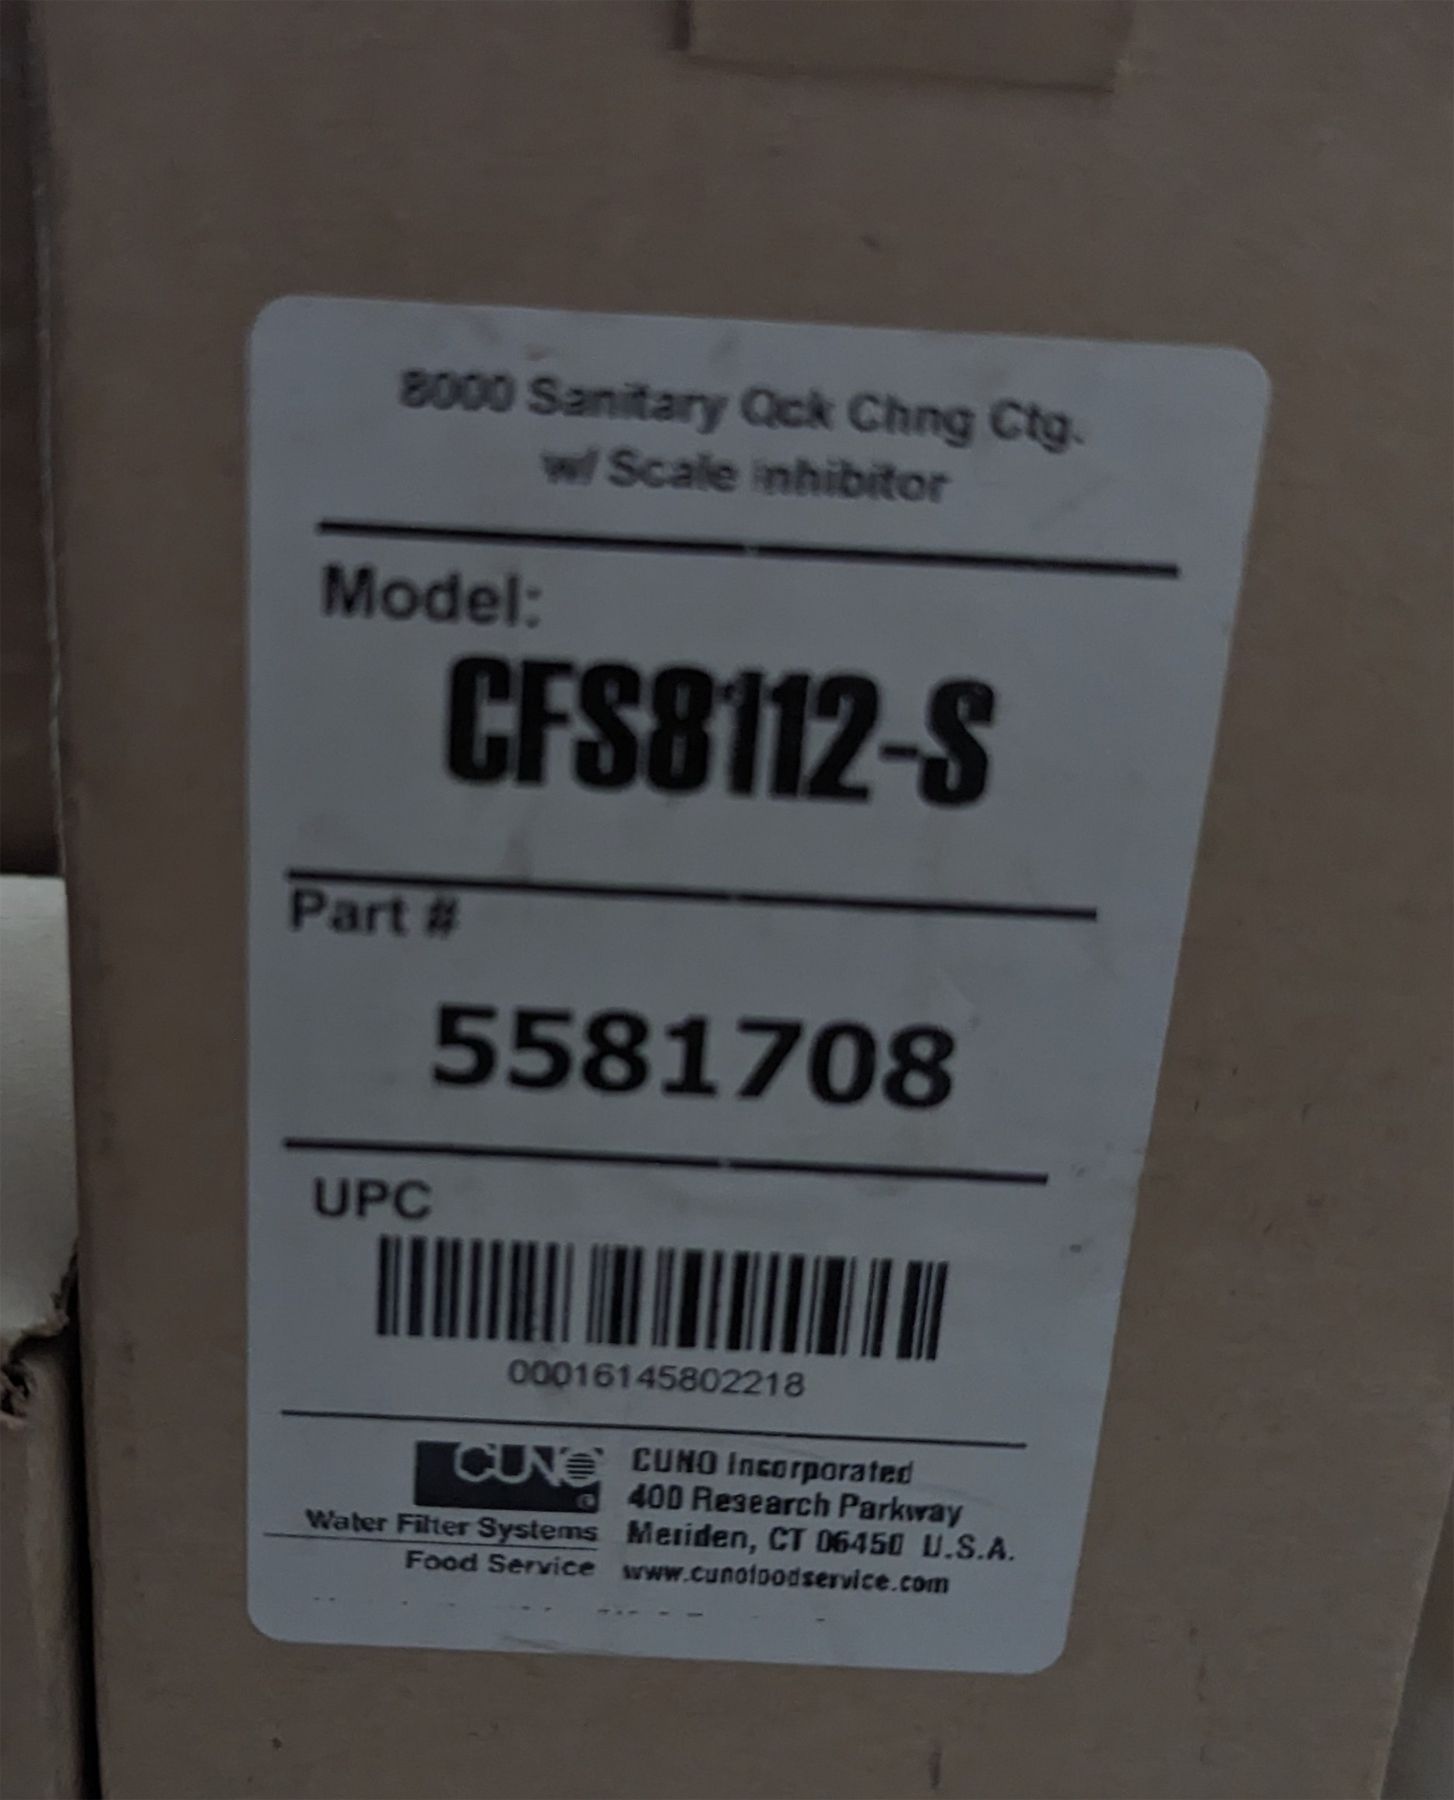 8000 Sanitary Qck Chng Ctg.
w/ Scale Inhibitor
Model:
CFS8112-S
Part #
5581708
UPC
00016145802218
CUNO
Water Filter Systems
Food Service
CUNO Incorporated
400 Research Parkway
Meriden, CT 06450 U.S.A.
www.cunofoodservice.com